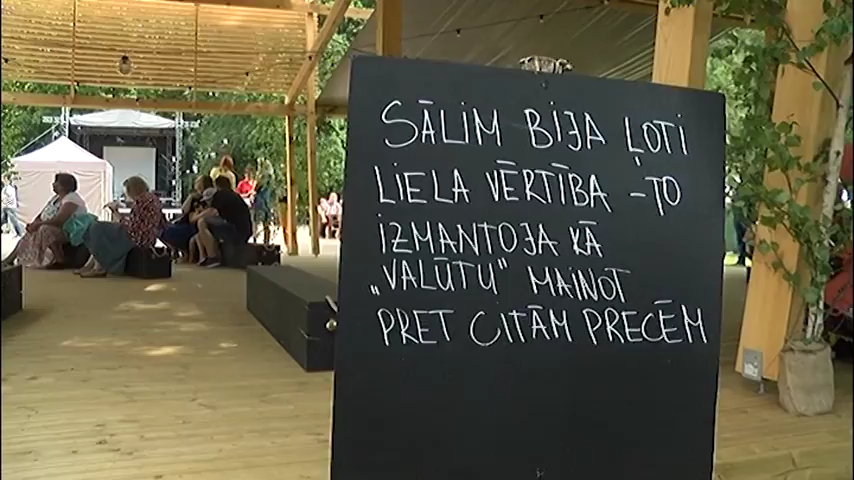 SĀLIM BIJA ĻOTI
LIELA VĒRTĪBA - TO
IZMANTOJA KĀ
„VALŪTU" MAINOT
PRET CITĀM PRECĒM